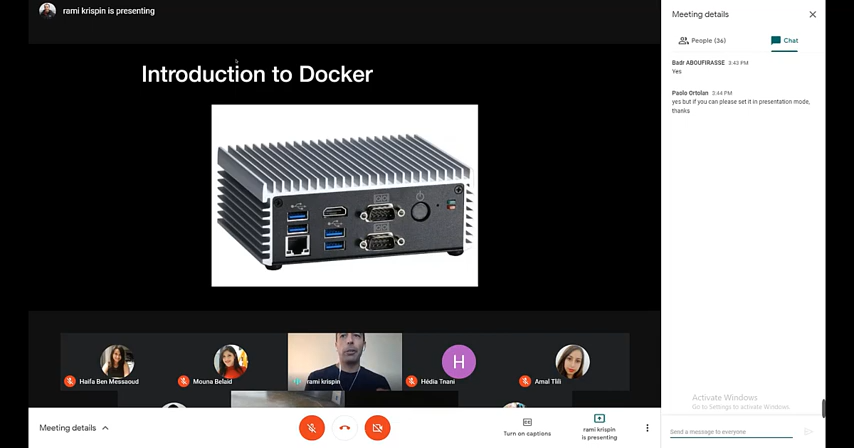 rami krispin is presenting
Introduction to Docker
Haifa Ben Messaoud
Mouna Belaid
rami krispin
H
Hédia Tnani
Amal Tlili
Meeting details
Turn on captions
rami krispin
is presenting
Meeting details
People (36)
Chat
Badr ABOUFIRASSE 3:43 PM
Yes
Paolo Ortolan 3:44 PM
yes but if you can please set it in presentation mode,
thanks
Activate Windows
Go to Settings to activate Windows.
Send a message to everyone